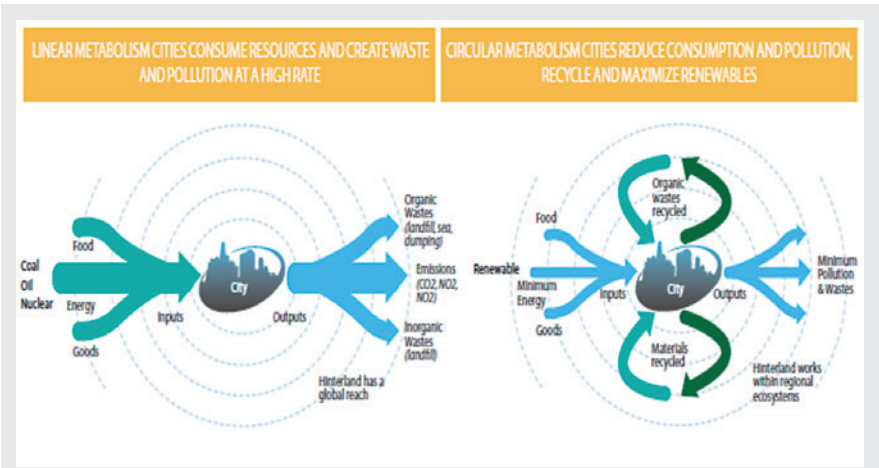 LINEAR METABOLISM CITIES CONSUME RESOURCES AND CREATE WASTE
AND POLLUTION AT A HIGH RATE
CIRCULAR METABOLISM CITIES REDUCE CONSUMPTION AND POLLUTION,
RECYCLE AND MAXIMIZE RENEWABLES
Coal
Oil
Nuclear
Food
Energy
Goods
Inputs
City
Outputs
Organic
Wastes
(landfill, sea,
dumping)
Emissions
(CO2, NO2,
NO2)
Inorganic
Wastes
(landfill)
Hinterland has a
global reach
Renewable
Food
Minimum
Energy
Goods
Inputs
Organic
wastes
recycled
City
Materials
recycled
Outputs
Minimum
Pollution
& Wastes
Hinterland works
within regional
ecosystems